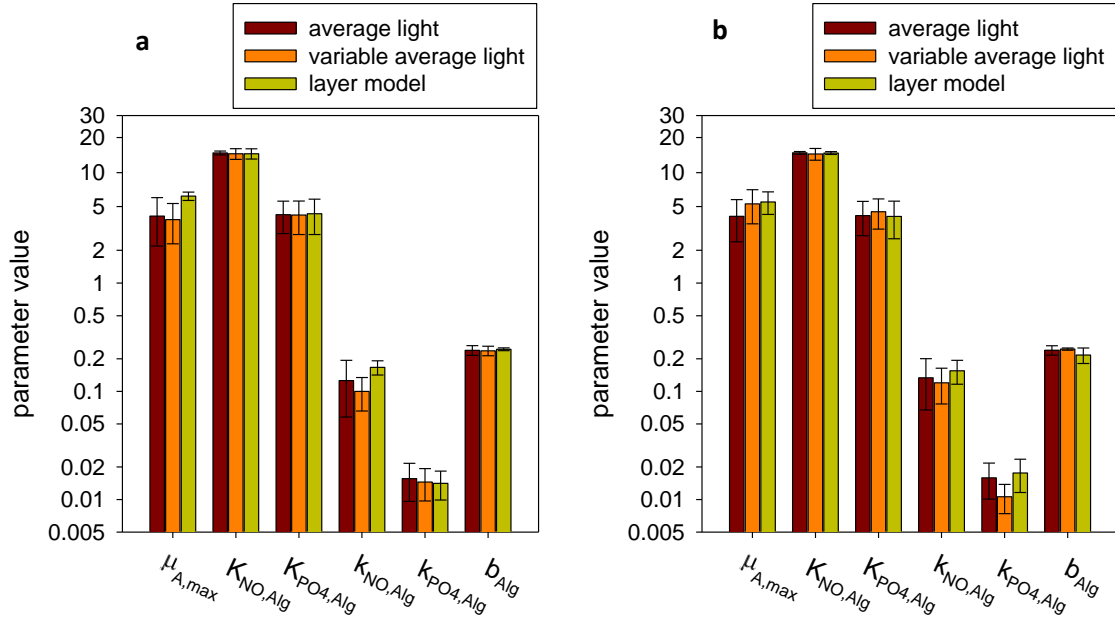 a
average light
variable average light
layer model
30
20
10
5
2
1
0.5
0.2
0.1
0.05
0.02
0.01
0.005
parameter value
μA,max
KNO,Alg
KPO4,Alg
kNO,Alg
kPO4,Alg
bAlg
b
average light
variable average light
layer model
30
20
10
5
2
1
0.5
0.2
0.1
0.05
0.02
0.01
0.005
parameter value
μA,max
KNO,Alg
KPO4,Alg
kNO,Alg
kPO4,Alg
bAlg